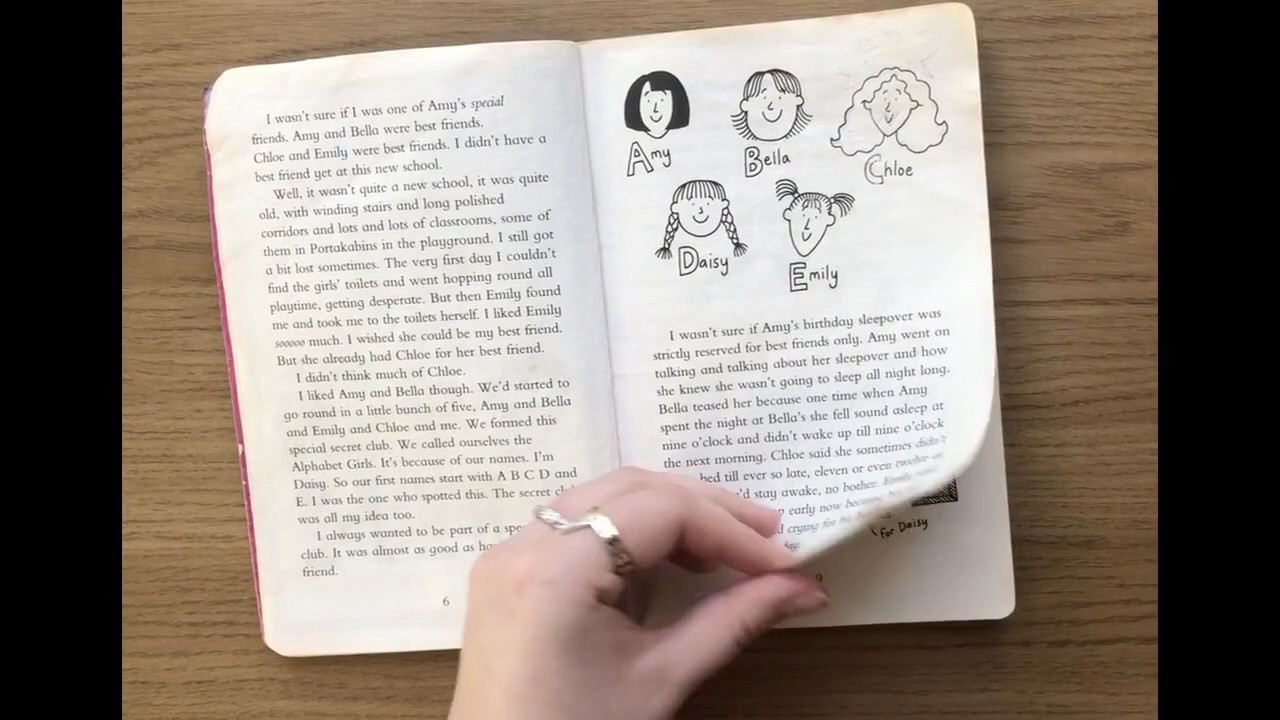 I wasn't sure if I was one of Amy's special
friends. Amy and Bella were best friends.
Chloe and Emily were best friends. I didn't have a
best friend yet at this new school.
Well, it wasn't quite a new school, it was quite
old, with winding stairs and long polished
corridors and lots and lots of classrooms, some of
them in Portakabins in the playground. I still got
a bit lost sometimes. The very first day I couldn't
find the girls' toilets and went hopping round all
playtime, getting desperate. But then Emily found
me and took me to the toilets herself. I liked Emily
sooooo much. I wished she could be my best friend.
But she already had Chloe for her best friend.
I didn't think much of Chloe.
I liked Amy and Bella though. We'd started to
go round in a little bunch of five, Amy and Bella
and Emily and Chloe and me. We formed this
special secret club. We called ourselves the
Alphabet Girls. It's because of our names. I'm
Daisy. So our first names start with A B C D and
E. I was the one who spotted this. The secret
was all my idea too.
I always wanted to be part of a
club. It was almost as good as
friend.
6
Amy
Bella
Chloe
Daisy
Emily
I wasn't sure if Amy's birthday sleepover was
strictly reserved for best friends only. Amy went on
talking and talking about her sleepover and how
she knew she wasn't going to sleep all night long.
Bella teased her because one time when Amy
spent the night at Bella's she fell sound asleep at
nine o'clock and didn't wake up till nine o'clock
the next morning. Chloe said she sometimes didn't
bed till ever so late, eleven or even twelve
stay awake, no bother. Emily
early now because
crying for his
for Daisy
9